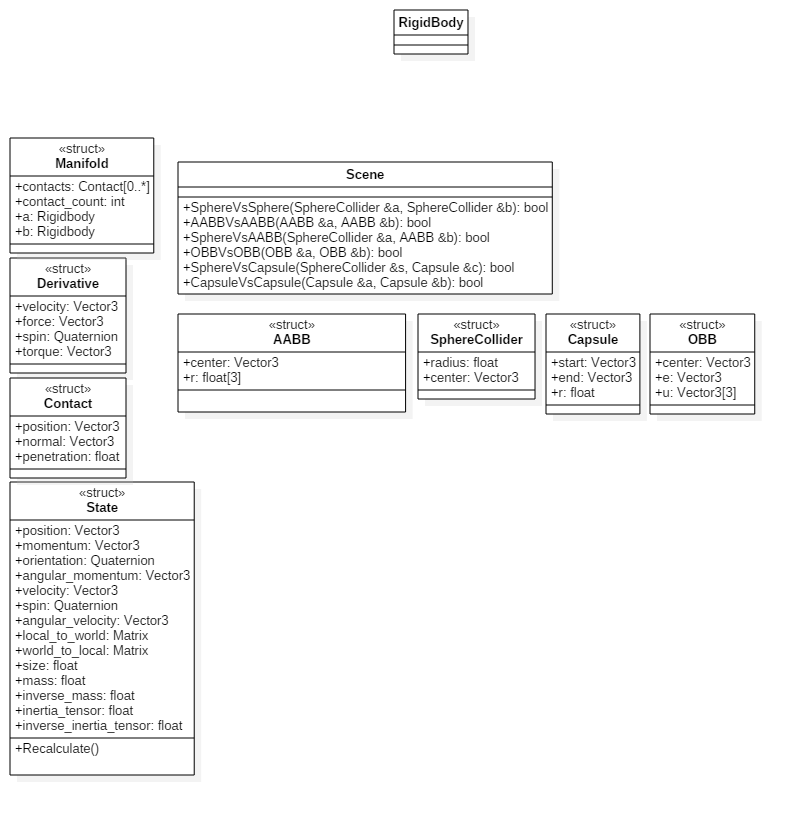 RigidBody
«struct»
Manifold
+contacts: Contact[0..*]
+contact_count: int
+a: Rigidbody
+b: Rigidbody
Scene
+SphereVsSphere(SphereCollider &a, SphereCollider &b): bool
+AABBVsAABB(AABB &a, AABB &b): bool
+SphereVsAABB(SphereCollider &a, AABB &b): bool
+OBBVsOBB(OBB &a, OBB &b): bool
+SphereVsCapsule(SphereCollider &s, Capsule &c): bool
+CapsuleVsCapsule(Capsule &a, Capsule &b): bool
«struct»
Derivative
+velocity: Vector3
+force: Vector3
+spin: Quaternion
+torque: Vector3
«struct»
AABB
+center: Vector3
+r: float[3]
«struct»
SphereCollider
+radius: float
+center: Vector3
«struct»
Capsule
+start: Vector3
+end: Vector3
+r: float
«struct»
OBB
+center: Vector3
+e: Vector3
+u: Vector3[3]
«struct»
Contact
+position: Vector3
+normal: Vector3
+penetration: float
«struct»
State
+position: Vector3
+momentum: Vector3
+orientation: Quaternion
+angular_momentum: Vector3
+velocity: Vector3
+spin: Quaternion
+angular_velocity: Vector3
+local_to_world: Matrix
+world_to_local: Matrix
+size: float
+mass: float
+inverse_mass: float
+inertia_tensor: float
+inverse_inertia_tensor: float
+Recalculate()